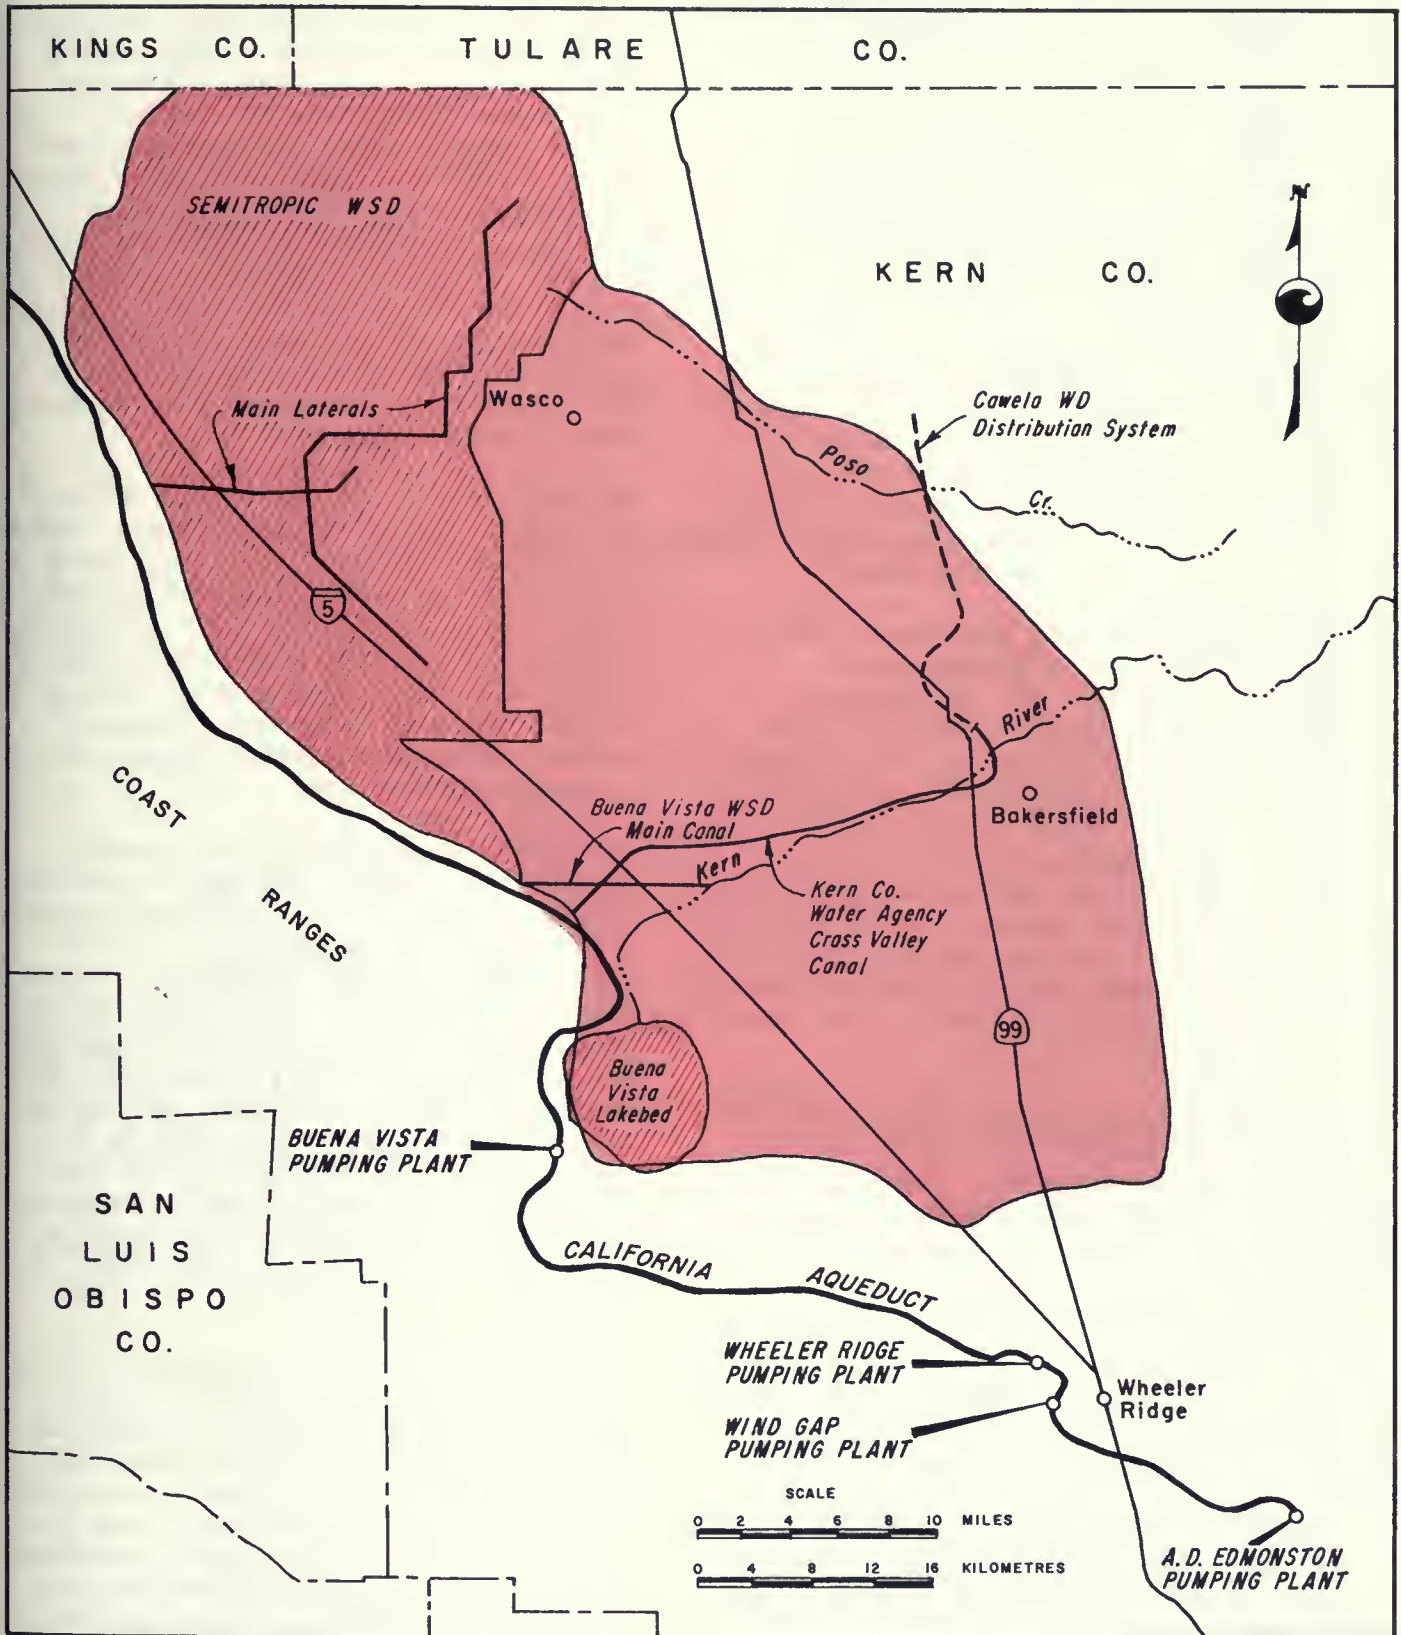 KINGS CO.
TULARE CO.
N
SEMITROPIC WSD
KERN CO.
Main Laterals
Wasco
Cawelo WD
Distribution System
Poso
Cr.
5
River
COAST
RANGES
Buena Vista WSD
Main Canal
Bakersfield
Kern
Kern Co.
Water Agency
Cross Valley
Canal
99
Buena
Vista
Lakebed
BUENA VISTA
PUMPING PLANT
SAN
LUIS
OBISPO
CO.
CALIFORNIA AQUEDUCT
WHEELER RIDGE
PUMPING PLANT
Wheeler
Ridge
WIND GAP
PUMPING PLANT
SCALE
0 2 4 6 8 10 MILES
0 4 8 12 16 KILOMETRES
A.D. EDMONSTON
PUMPING PLANT